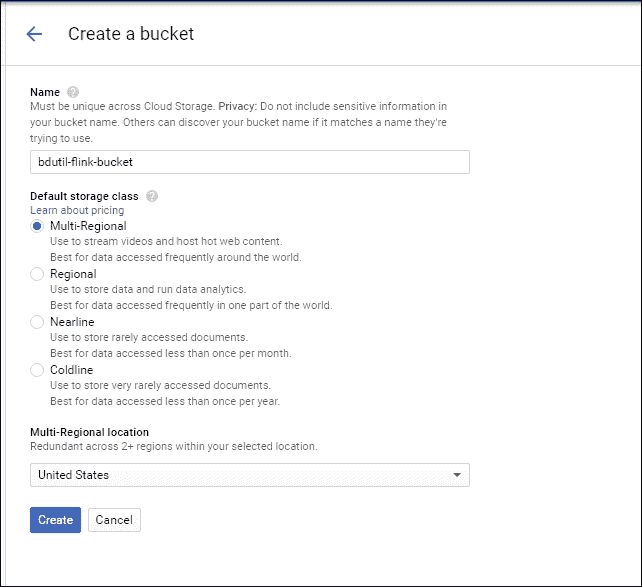 Create a bucket
Name
Must be unique across Cloud Storage. Privacy: Do not include sensitive information in
your bucket name. Others can discover your bucket name if it matches a name they're
trying to use.
bdutil-flink-bucket
Default storage class
Learn about pricing
Multi-Regional
Use to stream videos and host hot web content.
Best for data accessed frequently around the world.
Regional
Use to store data and run data analytics.
Best for data accessed frequently in one part of the world.
Nearline
Use to store rarely accessed documents.
Best for data accessed less than once per month.
Coldline
Use to store very rarely accessed documents.
Best for data accessed less than once per year.
Multi-Regional location
Redundant across 2+ regions within your selected location.
United States
Create Cancel